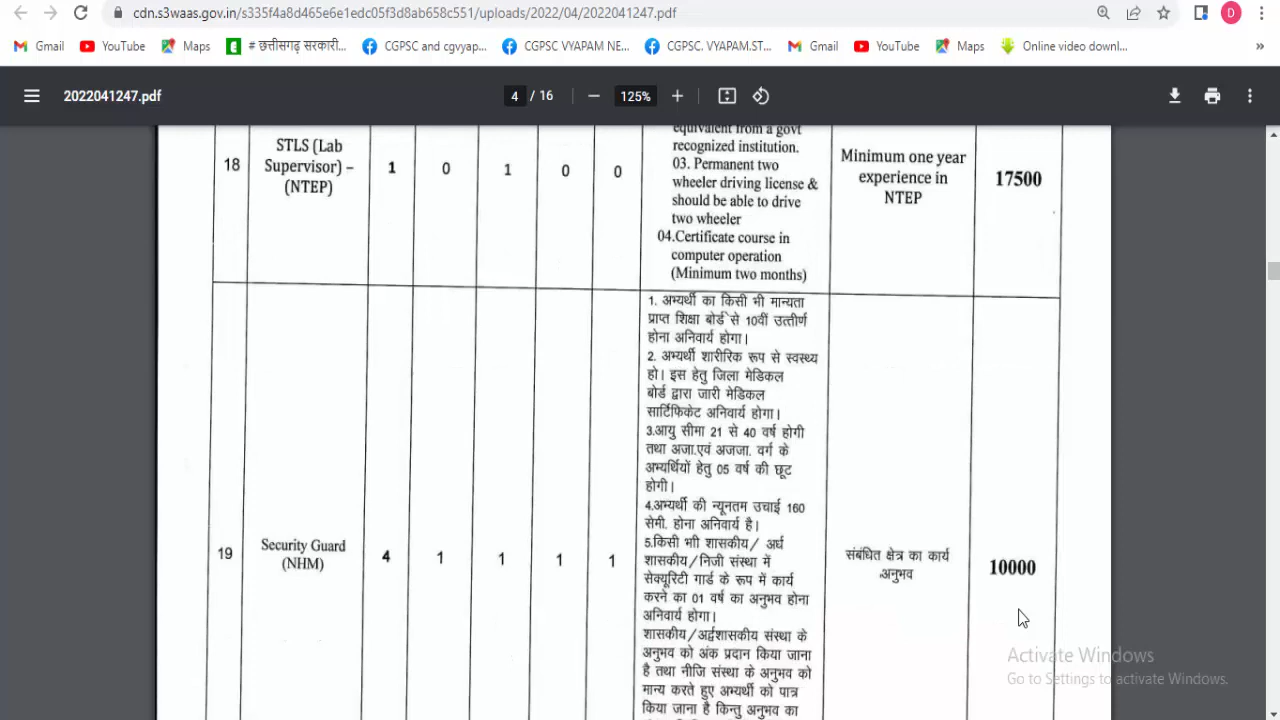 cdn.s3waas.gov.in/s335f4a8d465e6e1edc05f3d8ab658c551/uploads/2022/04/2022041247.pdf
D
Gmail YouTube Maps # छत्तीसगढ़ सरकारी... CGPSC and cgvyap... CGPSC VYAPAM NE... CGPSC. VYAPAM.ST... Gmail YouTube Maps Online video downl... »
2022041247.pdf 4 / 16 125%
18
STLS (Lab
Supervisor) –
(NTEP)
1 0 1 0 0
equivalent from a govt
recognized institution.
03. Permanent two
wheeler driving license &
should be able to drive
two wheeler
04.Certificate course in
computer operation
(Minimum two months)
Minimum one year
experience in
NTEP
17500
19
Security Guard
(NHM)
4 1 1 1 1
1. अभ्यर्थी का किसी भी मान्यता
प्राप्त शिक्षा बोर्ड से 10वीं उत्तीर्ण
होना अनिवार्य होगा।
2. अभ्यर्थी शारीरिक रूप से स्वस्थ्य
हो। इस हेतु जिला मेडिकल
बोर्ड द्वारा जारी मेडिकल
सार्टिफिकेट अनिवार्य होगा।
3.आयु सीमा 21 से 40 वर्ष होगी
तथा अजा.एवं अजजा. वर्ग के
अभ्यर्थियों हेतु 05 वर्ष की छूट
होगी।
4.अभ्यर्थी की न्यूनतम उचाई 160
सेमी. होना अनिवार्य है।
5.किसी भी शासकीय/ अर्ध
शासकीय/निजी संस्था में
सेक्यूरिटी गार्ड के रूप में कार्य
करने का 01 वर्ष का अनुभव होना
अनिवार्य होगा।
शासकीय/अर्द्वशासकीय संस्था के
अनुभव को अंक प्रदान किया जाना
है तथा नीजि संस्था के अनुभव को
मान्य करते हुए अभ्यर्थी को पात्र
किया जाना है किन्तु अनुभव का
संबंधित क्षेत्र का कार्य
अनुभव
10000
Activate Windows
Go to Settings to activate Windows.